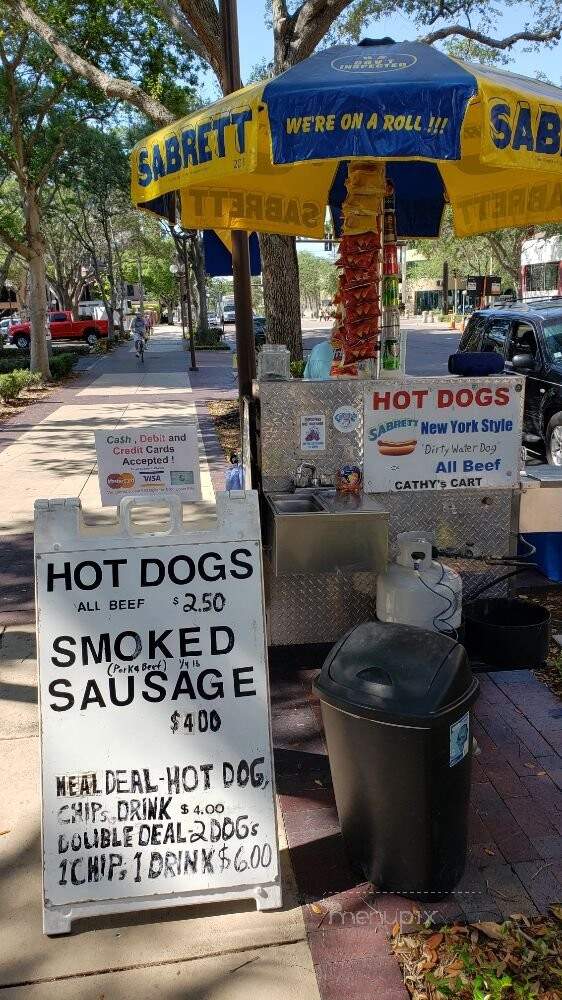 WE'RE ON A ROLL !!!
SABRETT
SAB
SABRETT
SABRETT
HOT DOGS
SABRETT
New York Style
'Dirty Water Dog'
All Beef
CATHY's CART
Ca$h, Debit and
Credit Cards
Accepted !
MasterCard
VISA
HOT DOGS
ALL BEEF $2.50
SMOKED
(Pork & Beef) 1/4 lb
SAUSAGE
$4.00
MEAL DEAL-HOT DOG,
CHIPS, DRINK $4.00
DOUBLE DEAL-2 DOGs
1 CHIP, 1 DRINK $6.00
menupix